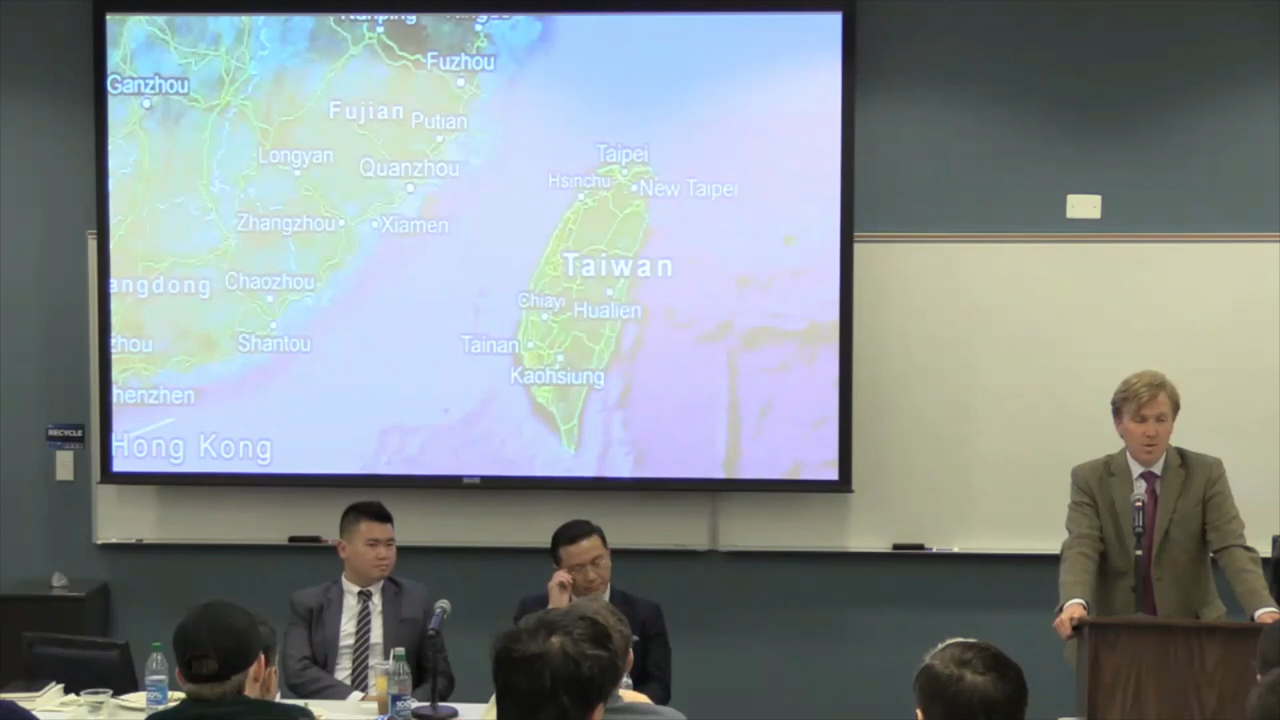 Nanping
Ganzhou
Fuzhou
Fujian
Putian
Longyan
Quanzhou
Taipei
Hsinchu
New Taipei
Zhangzhou
Xiamen
Taiwan
angdong
Chaozhou
Chiayi
Hualien
zhou
Shantou
Tainan
Kaohsiung
henzhen
RECYCLE
Hong Kong